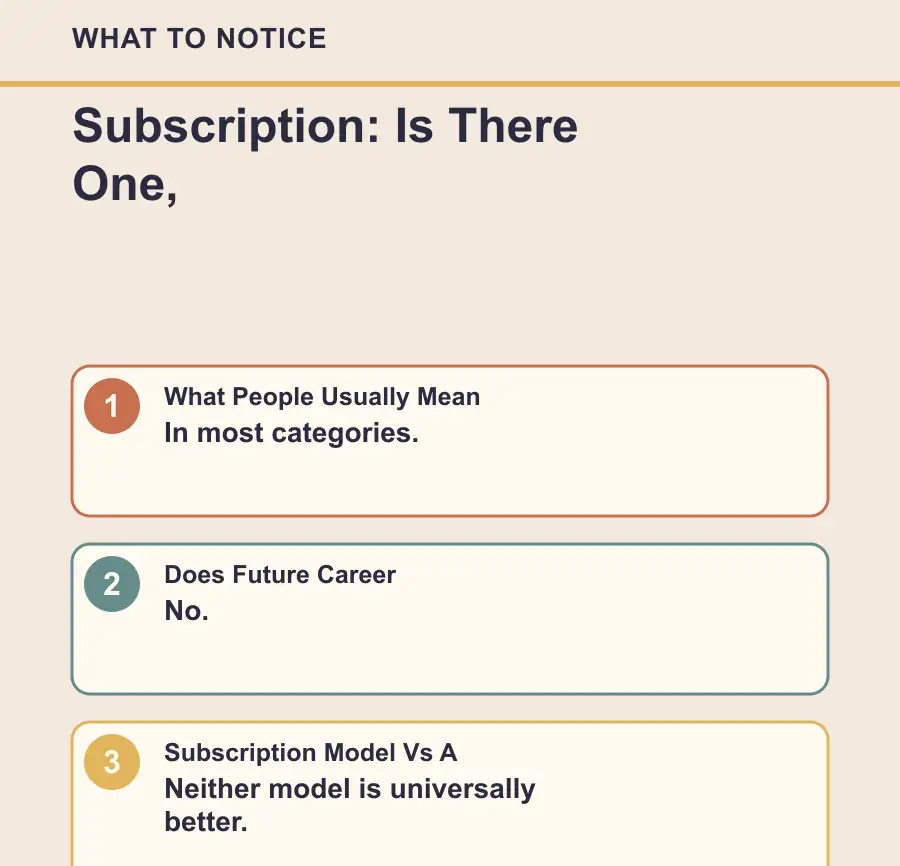 WHAT TO NOTICE
Subscription: Is There
One,
1
What People Usually Mean
In most categories.
2
Does Future Career
No.
3
Subscription Model Vs A
Neither model is universally
better.